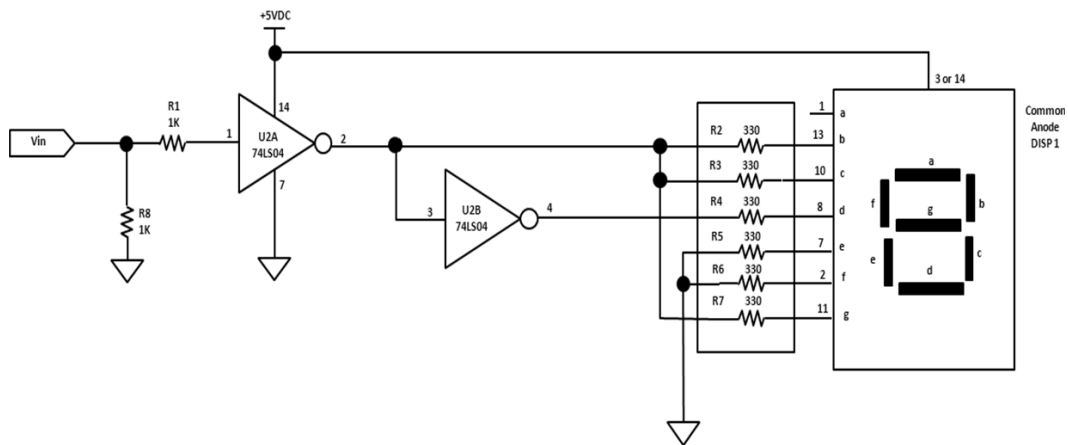 +5VDC
3 or 14
Common
Anode
DISP 1
R1
1K
Vin
1
14
U2A
74LS04
2
7
R8
1K
3
U2B
74LS04
4
R2 330 13 b
1 a
R3 330 10 c
R4 330 8 d
R5 330 7 e
R6 330 2 f
R7 330 11 g
a
f
b
g
e
c
d